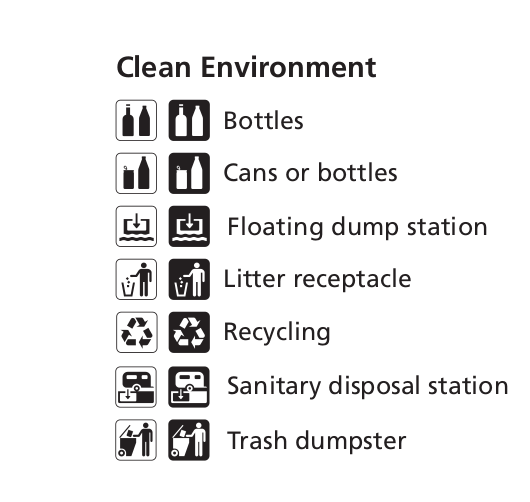 Clean Environment
Bottles
Cans or bottles
Floating dump station
Litter receptacle
Recycling
Sanitary disposal station
Trash dumpster